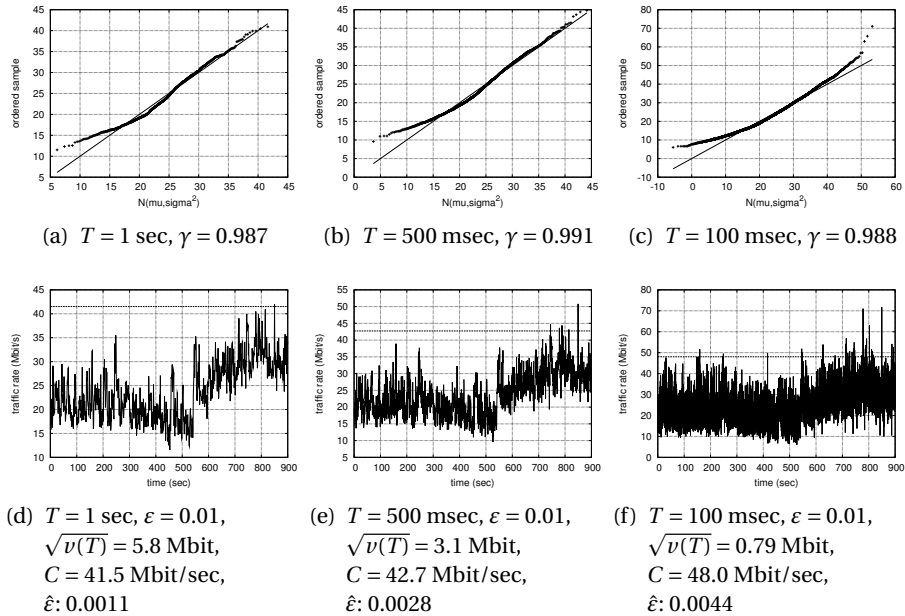 ordered sample
45
40
35
30
25
20
15
10
5
5 10 15 20 25 30 35 40 45
N(mu,sigma²)
(a) T = 1 sec, γ = 0.987
ordered sample
45
40
35
30
25
20
15
10
5
0
0 5 10 15 20 25 30 35 40 45
N(mu,sigma²)
(b) T = 500 msec, γ = 0.991
ordered sample
80
70
60
50
40
30
20
10
0
-10
-10 0 10 20 30 40 50 60
N(mu,sigma²)
(c) T = 100 msec, γ = 0.988
traffic rate (Mbit/s)
45
40
35
30
25
20
15
10
0 100 200 300 400 500 600 700 800 900
time (sec)
(d) T = 1 sec, ε = 0.01,
√v(T) = 5.8 Mbit,
C = 41.5 Mbit/sec,
ε̂: 0.0011
traffic rate (Mbit/s)
55
50
45
40
35
30
25
20
15
10
5
0 100 200 300 400 500 600 700 800 900
time (sec)
(e) T = 500 msec, ε = 0.01,
√v(T) = 3.1 Mbit,
C = 42.7 Mbit/sec,
ε̂: 0.0028
traffic rate (Mbit/s)
80
70
60
50
40
30
20
10
0
0 100 200 300 400 500 600 700 800 900
time (sec)
(f) T = 100 msec, ε = 0.01,
√v(T) = 0.79 Mbit,
C = 48.0 Mbit/sec,
ε̂: 0.0044